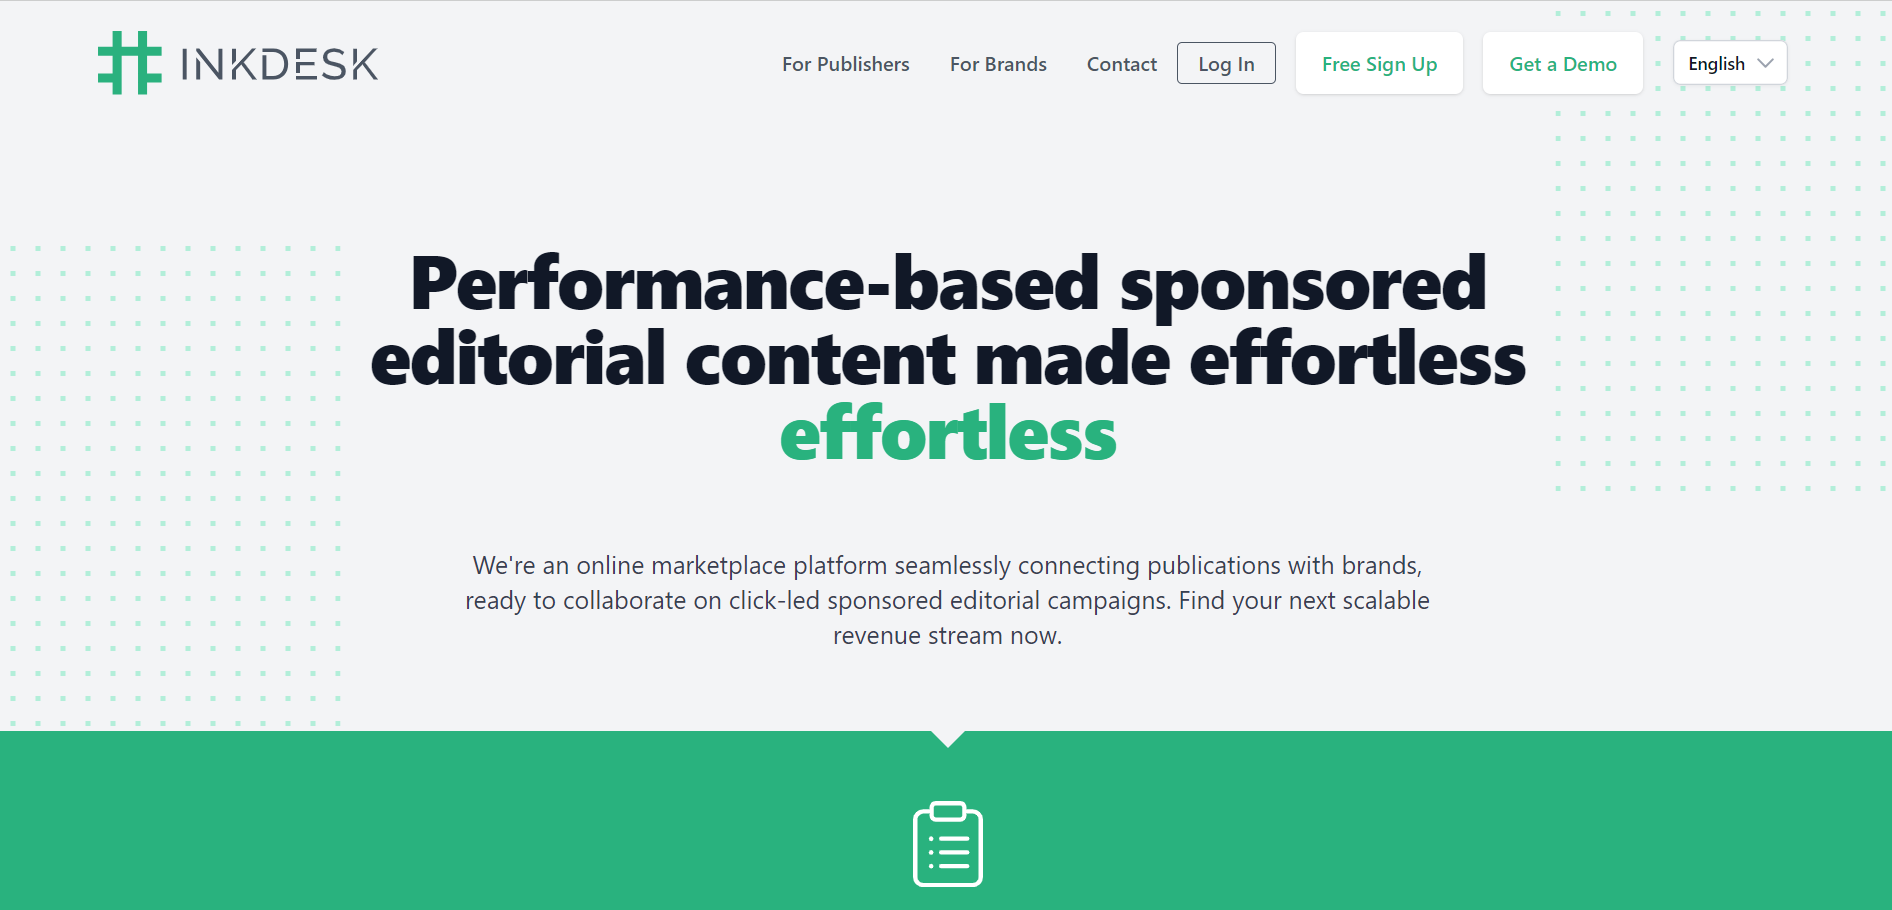 INKDESK
For Publishers
For Brands
Contact
Log In
Free Sign Up
Get a Demo
English
Performance-based sponsored
editorial content made effortless
effortless
We're an online marketplace platform seamlessly connecting publications with brands,
ready to collaborate on click-led sponsored editorial campaigns. Find your next scalable
revenue stream now.